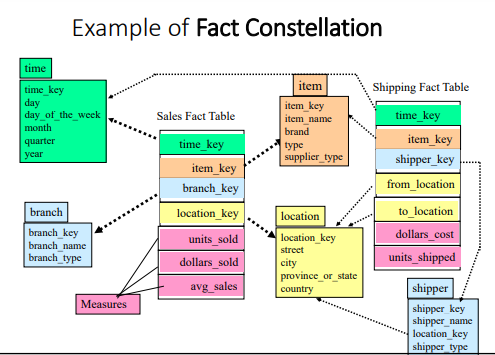 Example of Fact Constellation
time
time_key
day
day_of_the_week
month
quarter
year
Sales Fact Table
time_key
item_key
branch_key
location_key
units_sold
dollars_sold
avg_sales
Measures
branch
branch_key
branch_name
branch_type
item
item_key
item_name
brand
type
supplier_type
location
location_key
street
city
province_or_state
country
Shipping Fact Table
time_key
item_key
shipper_key
from_location
to_location
dollars_cost
units_shipped
shipper
shipper_key
shipper_name
location_key
shipper_type